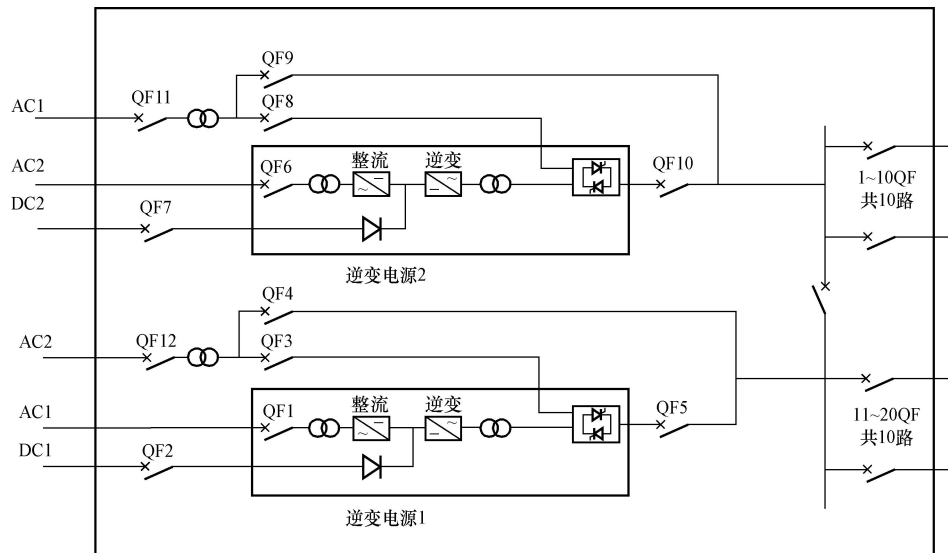 QF9
AC1
QF11
QF8
AC2
QF6
整流
逆变
QF10
DC2
QF7
1~10QF
共10路
逆变电源2
QF4
AC2
QF12
QF3
AC1
QF1
整流
逆变
QF5
11~20QF
共10路
DC1
QF2
逆变电源1